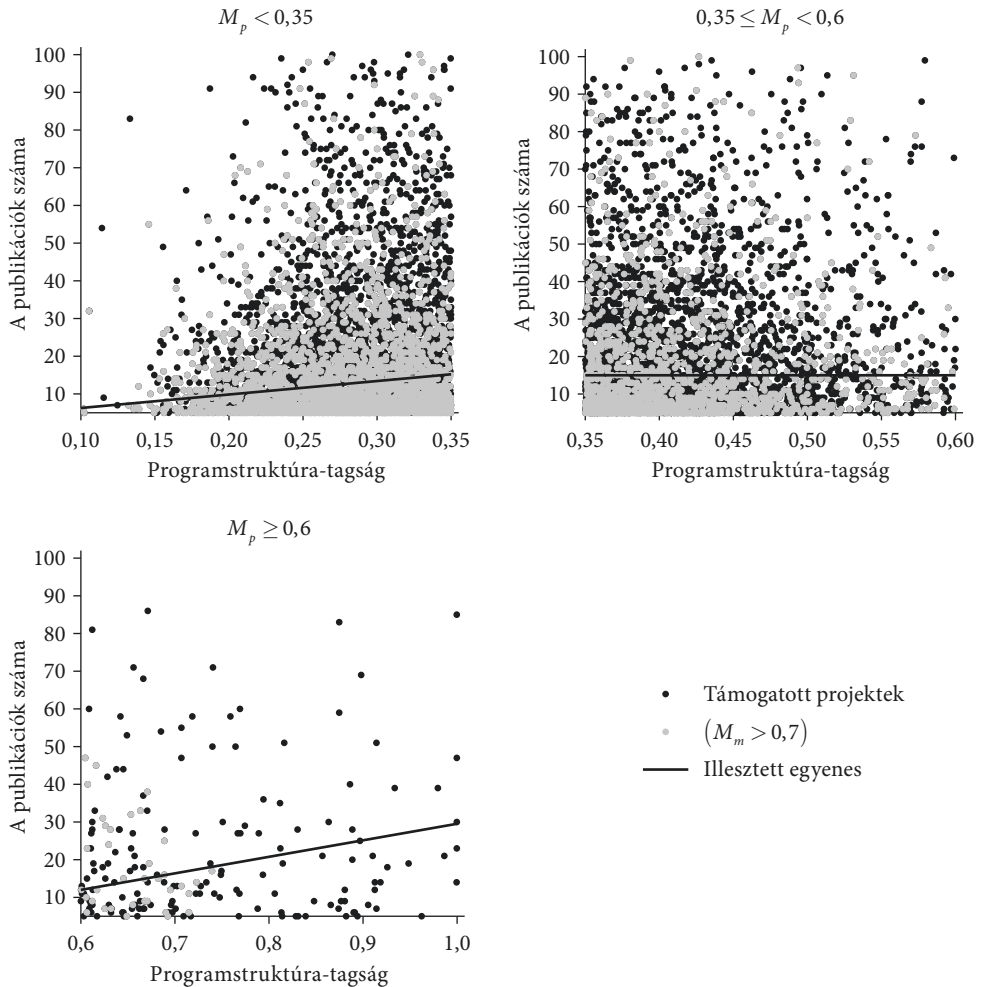 M_p < 0,35
A publikációk száma
100
90
80
70
60
50
40
30
20
10
0,10 0,15 0,20 0,25 0,30 0,35
Programstruktúra-tagság
0,35 ≤ M_p < 0,6
A publikációk száma
100
90
80
70
60
50
40
30
20
10
0,35 0,40 0,45 0,50 0,55 0,60
Programstruktúra-tagság
M_p ≥ 0,6
A publikációk száma
100
90
80
70
60
50
40
30
20
10
0,6 0,7 0,8 0,9 1,0
Programstruktúra-tagság
Támogatott projektek
(M_m > 0,7)
Illesztett egyenes